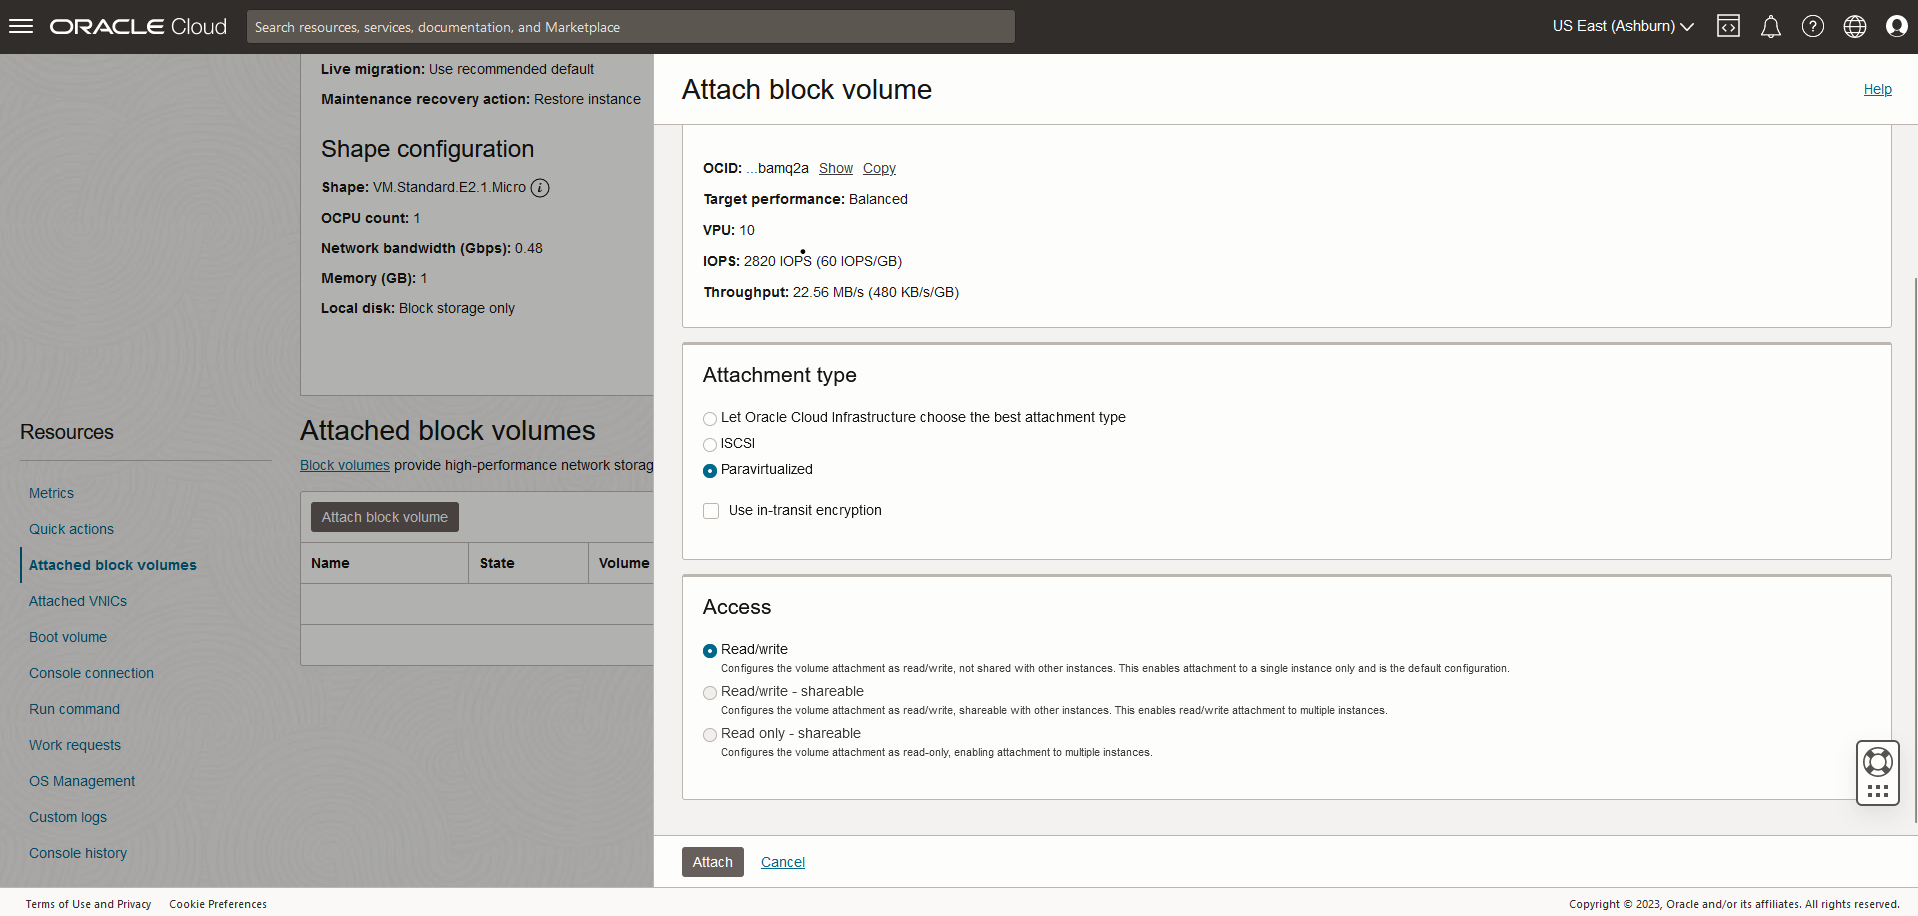 ORACLE Cloud
Search resources, services, documentation, and Marketplace
US East (Ashburn)
Live migration: Use recommended default
Maintenance recovery action: Restore instance
Shape configuration
Shape: VM.Standard.E2.1.Micro
OCPU count: 1
Network bandwidth (Gbps): 0.48
Memory (GB): 1
Local disk: Block storage only
Resources
Metrics
Quick actions
Attached block volumes
Attached VNICs
Boot volume
Console connection
Run command
Work requests
OS Management
Custom logs
Console history
Attached block volumes
Block volumes provide high-performance network storag
Attach block volume
Name State Volume
Attach block volume
Help
OCID: ...bamq2a Show Copy
Target performance: Balanced
VPU: 10
IOPS: 2820 IOPS (60 IOPS/GB)
Throughput: 22.56 MB/s (480 KB/s/GB)
Attachment type
Let Oracle Cloud Infrastructure choose the best attachment type
ISCSI
Paravirtualized
Use in-transit encryption
Access
Read/write
Configures the volume attachment as read/write, not shared with other instances. This enables attachment to a single instance only and is the default configuration.
Read/write - shareable
Configures the volume attachment as read/write, shareable with other instances. This enables read/write attachment to multiple instances.
Read only - shareable
Configures the volume attachment as read-only, enabling attachment to multiple instances.
Attach Cancel
Terms of Use and Privacy Cookie Preferences
Copyright © 2023, Oracle and/or its affiliates. All rights reserved.